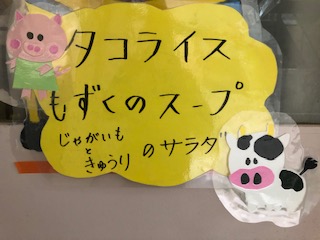 タコライス
もずくのスープ
じゃがいも
と
きゅうり
のサラダ